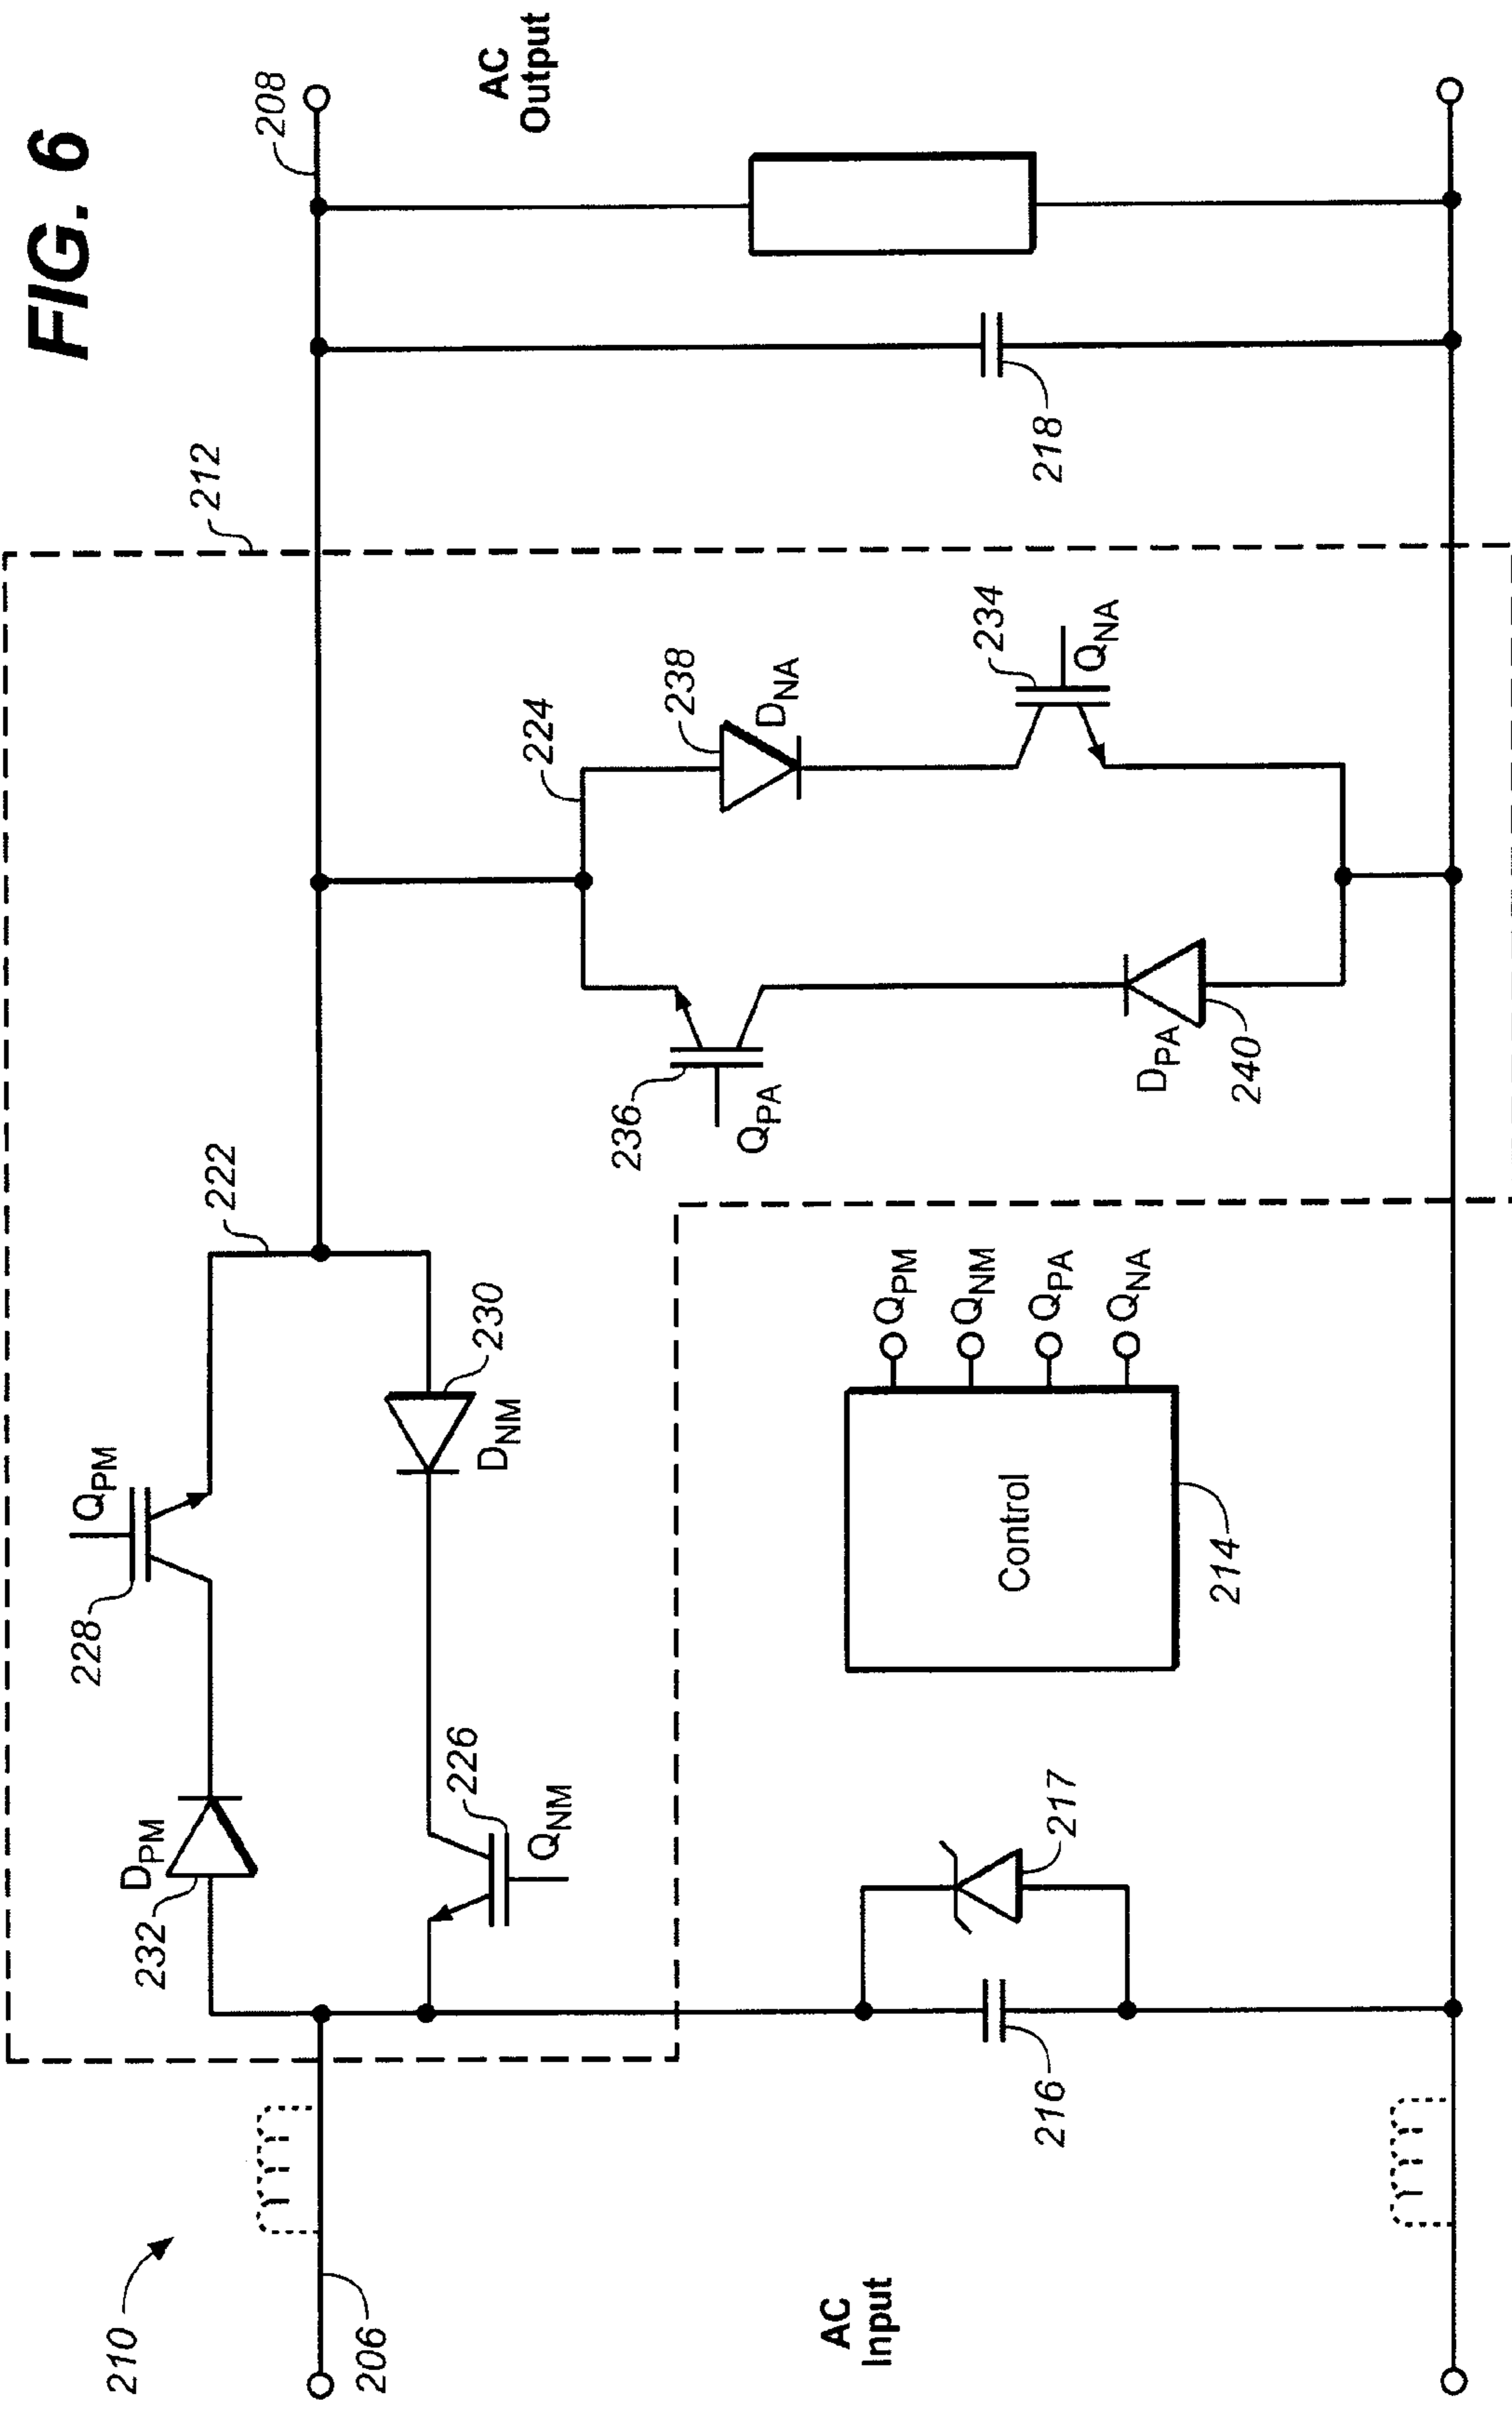 FIG. 6
210
206
AC
Input
232
D_PM
228
Q_PM
222
212
208
AC
Output
226
Q_NM
230
D_NM
224
236
Q_PA
238
D_NA
234
Q_NA
D_PA
240
216
217
Control
214
Q_PM
Q_NM
Q_PA
Q_NA
218